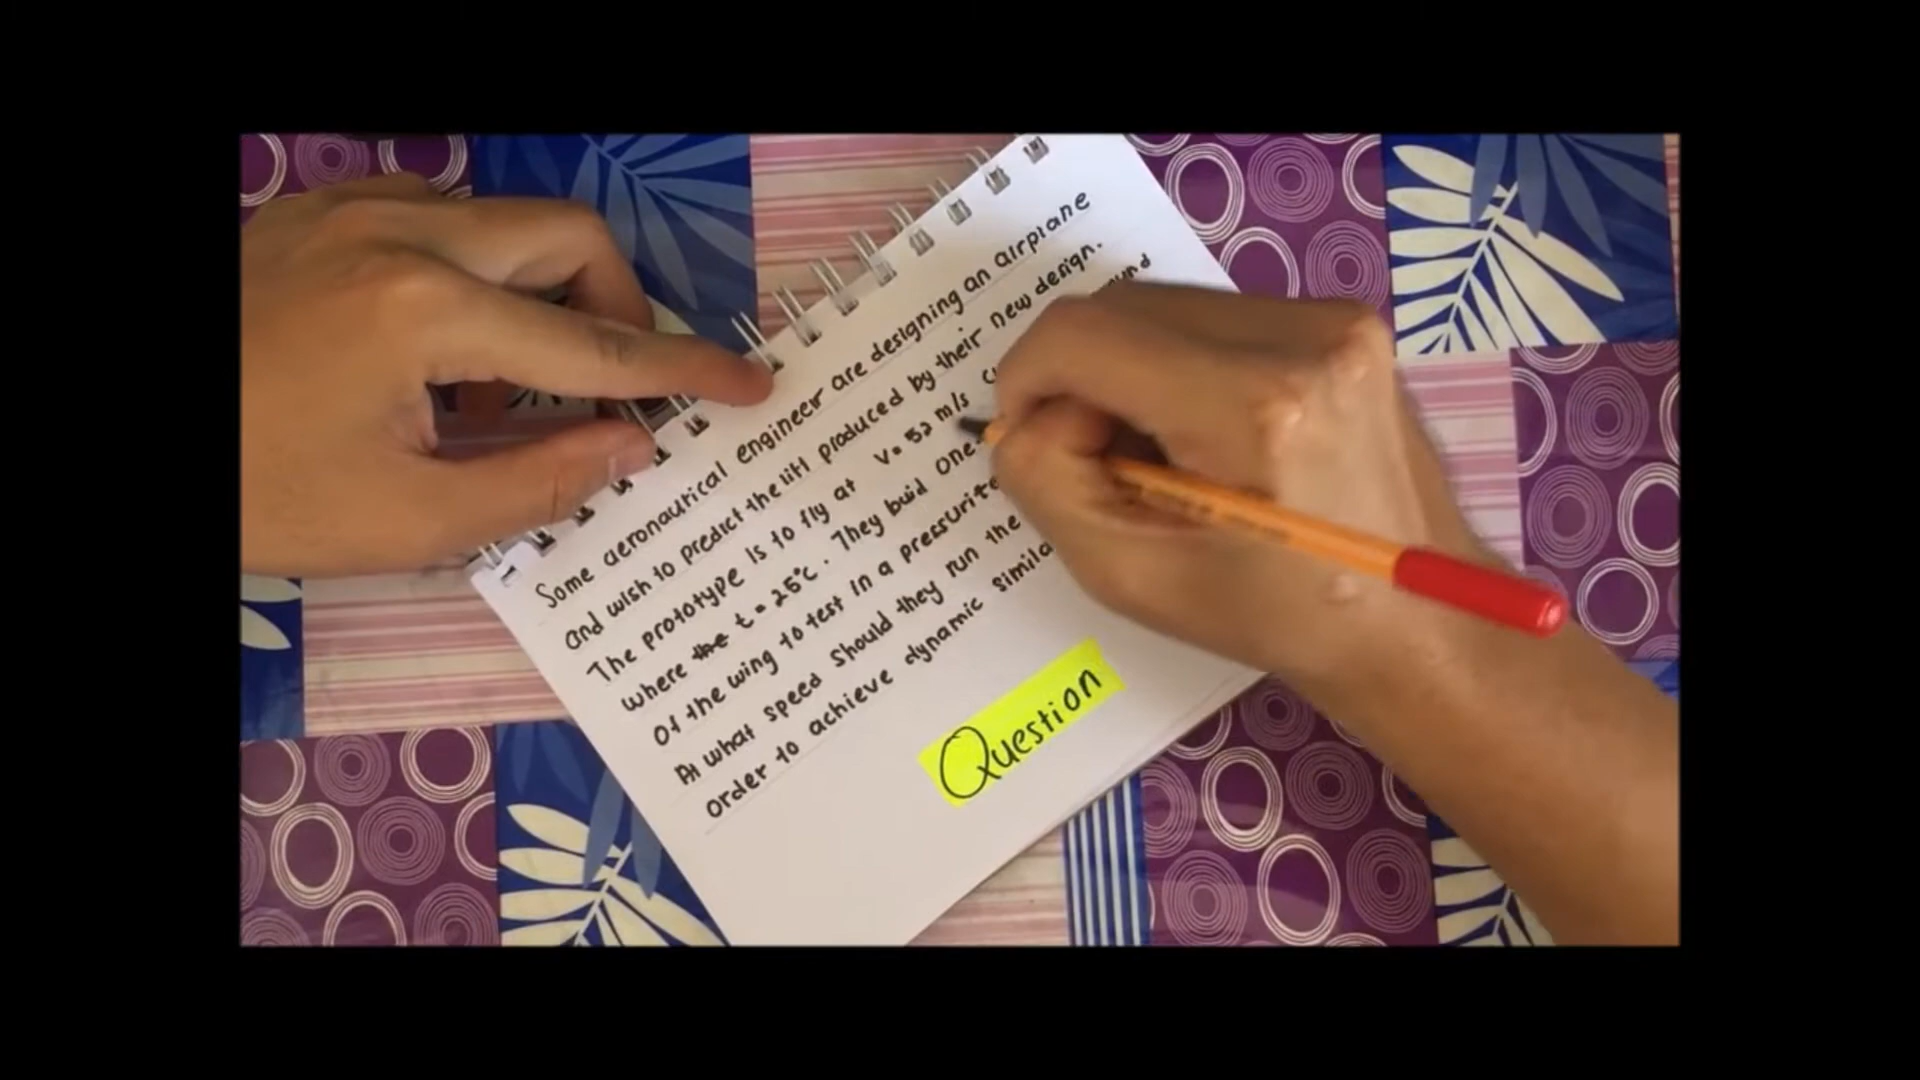 Some aeronautical engineer are designing an airplane
and wish to predict the lift produced by their new design.
The prototype is to fly at V = 52 m/s
where the t = 25°C. They buid one-
Of the wing to test in a pressurize
At what speed should they run the
order to achieve dynamic
Question